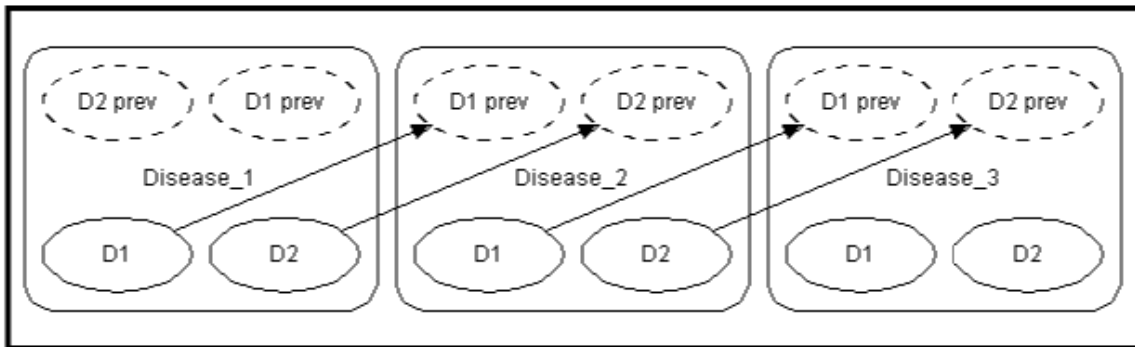 D2 prev D1 prev D1 prev D2 prev D1 prev D2 prev
Disease_1 Disease_2 Disease_3
D1 D2 D1 D2 D1 D2